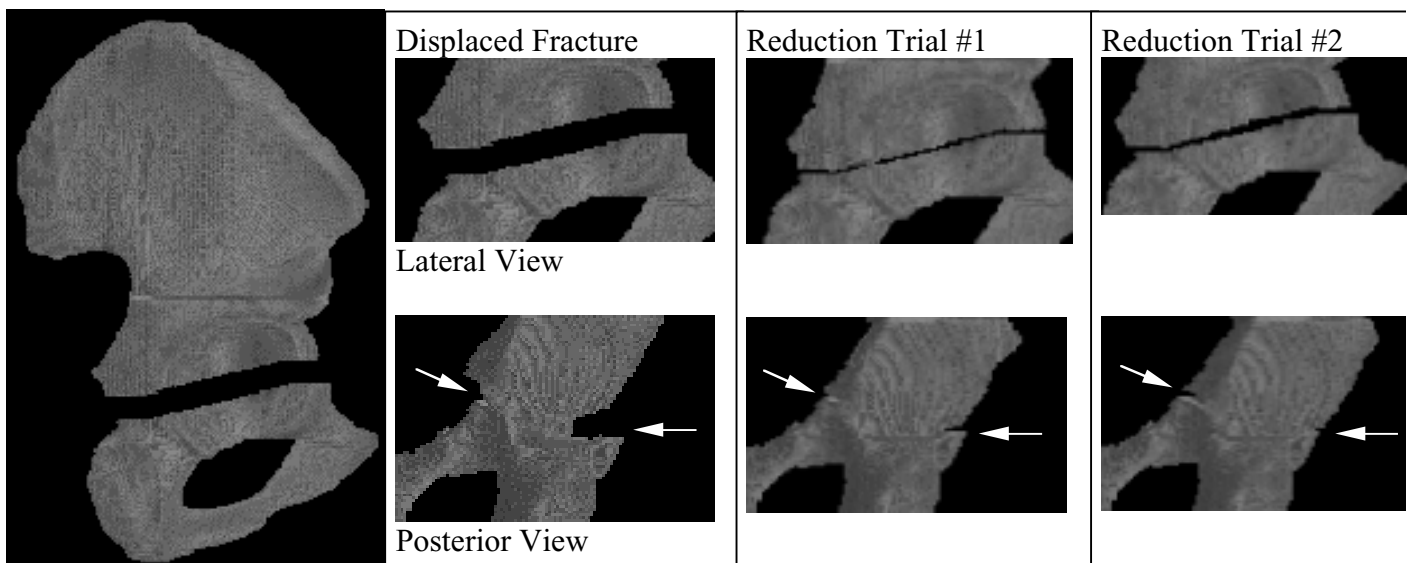 Displaced Fracture
Lateral View
Posterior View
Reduction Trial #1
Reduction Trial #2